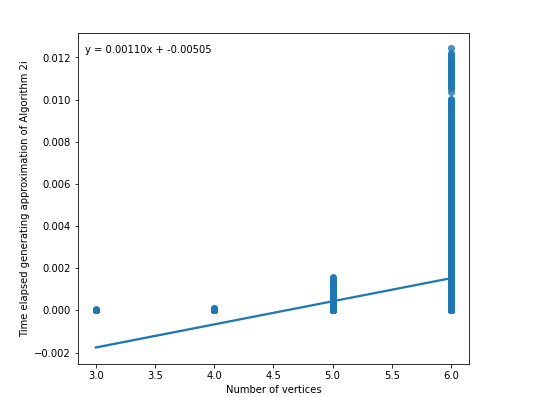 y = 0.00110x + -0.00505
0.012
0.010
0.008
0.006
0.004
0.002
0.000
−0.002
Time elapsed generating approximation of Algorithm 2i
3.0 3.5 4.0 4.5 5.0 5.5 6.0
Number of vertices